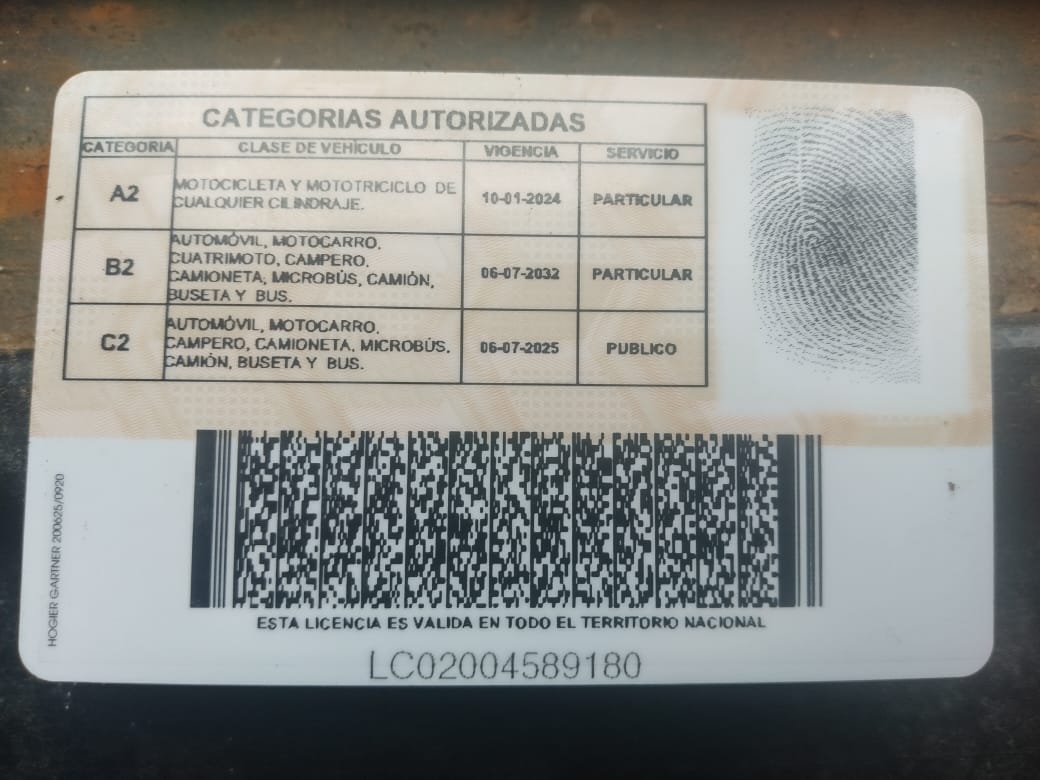 CATEGORIAS AUTORIZADAS
CATEGORIA CLASE DE VEHÍCULO VIGENCIA SERVICIO
A2 MOTOCICLETA Y MOTOTRICICLO DE CUALQUIER CILINDRAJE. 10-01-2024 PARTICULAR
B2 AUTOMÓVIL, MOTOCARRO, CUATRIMOTO, CAMPERO, CAMIONETA, MICROBÚS, CAMIÓN, BUSETA Y BUS. 06-07-2032 PARTICULAR
C2 AUTOMÓVIL, MOTOCARRO, CAMPERO, CAMIONETA, MICROBÚS, CAMIÓN, BUSETA Y BUS. 06-07-2025 PUBLICO
HOGIER GARTNER 200625/0920
ESTA LICENCIA ES VALIDA EN TODO EL TERRITORIO NACIONAL
LC02004589180